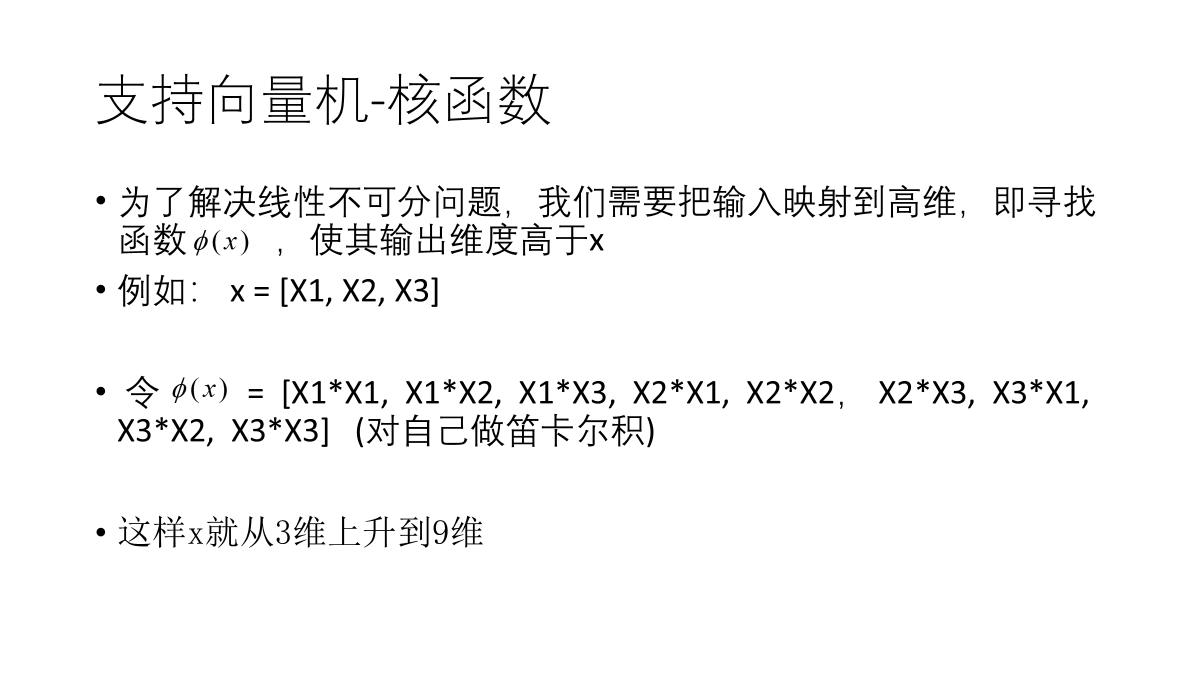 支持向量机-核函数
• 为了解决线性不可分问题，我们需要把输入映射到高维，即寻找
函数 ϕ(x) ，使其输出维度高于x
• 例如： x = [X1, X2, X3]
• 令 ϕ(x) = [X1*X1, X1*X2, X1*X3, X2*X1, X2*X2， X2*X3, X3*X1,
X3*X2, X3*X3] (对自己做笛卡尔积)
• 这样x就从3维上升到9维